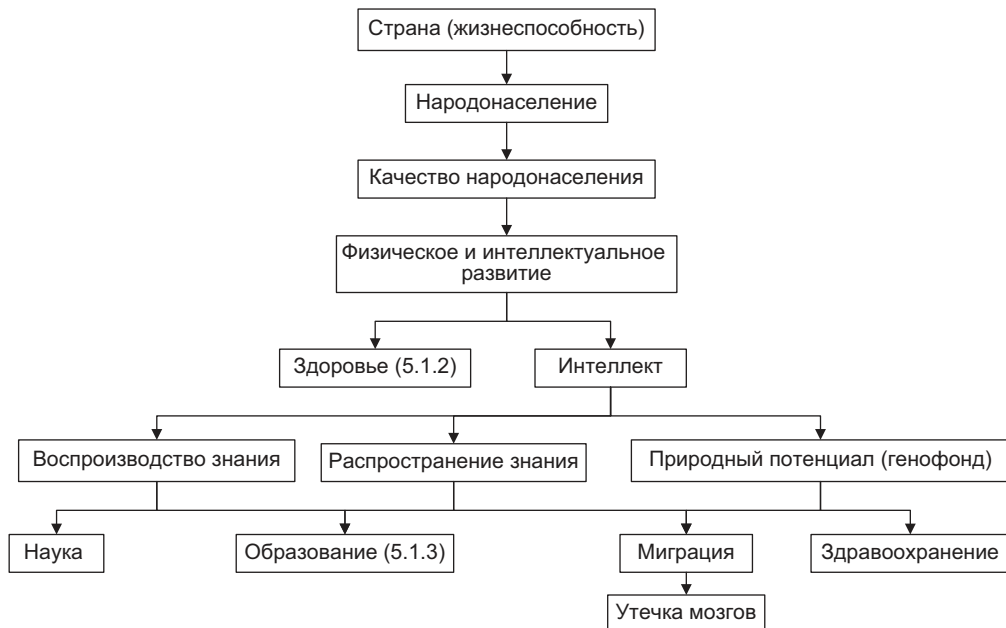 Страна (жизнеспособность)
Народонаселение
Качество народонаселения
Физическое и интеллектуальное
развитие
Здоровье (5.1.2)
Интеллект
Воспроизводство знания
Распространение знания
Природный потенциал (генофонд)
Наука
Образование (5.1.3)
Миграция
Здравоохранение
Утечка мозгов